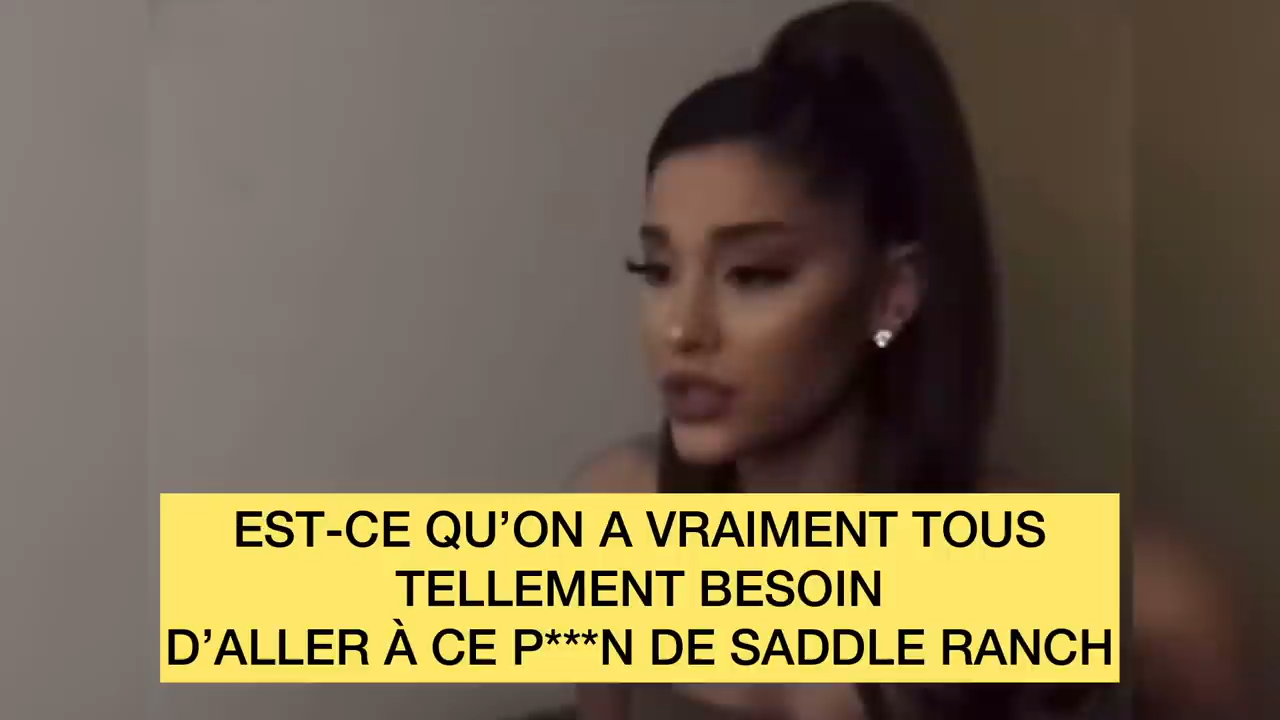 EST-CE QU’ON A VRAIMENT TOUS
TELLEMENT BESOIN
D’ALLER À CE P***N DE SADDLE RANCH